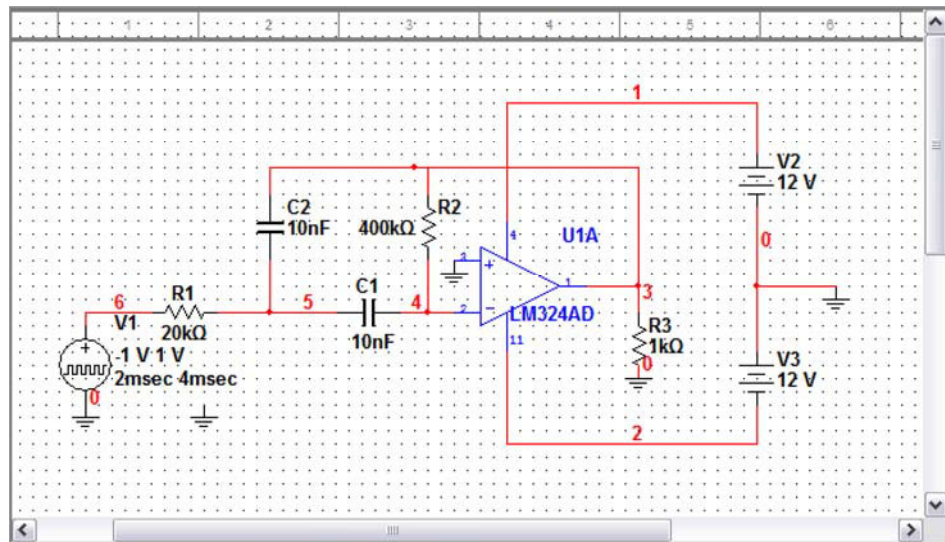 1 2 3 4 5 6
1
V2
12 V
C2
10nF
R2
400kΩ
4
U1A
0
3
+
1
C1
6
R1
5
4
2
−
LM324AD
3
V1
20kΩ
10nF
11
R3
1kΩ
-1 V 1 V
2msec 4msec
0
0
V3
12 V
2